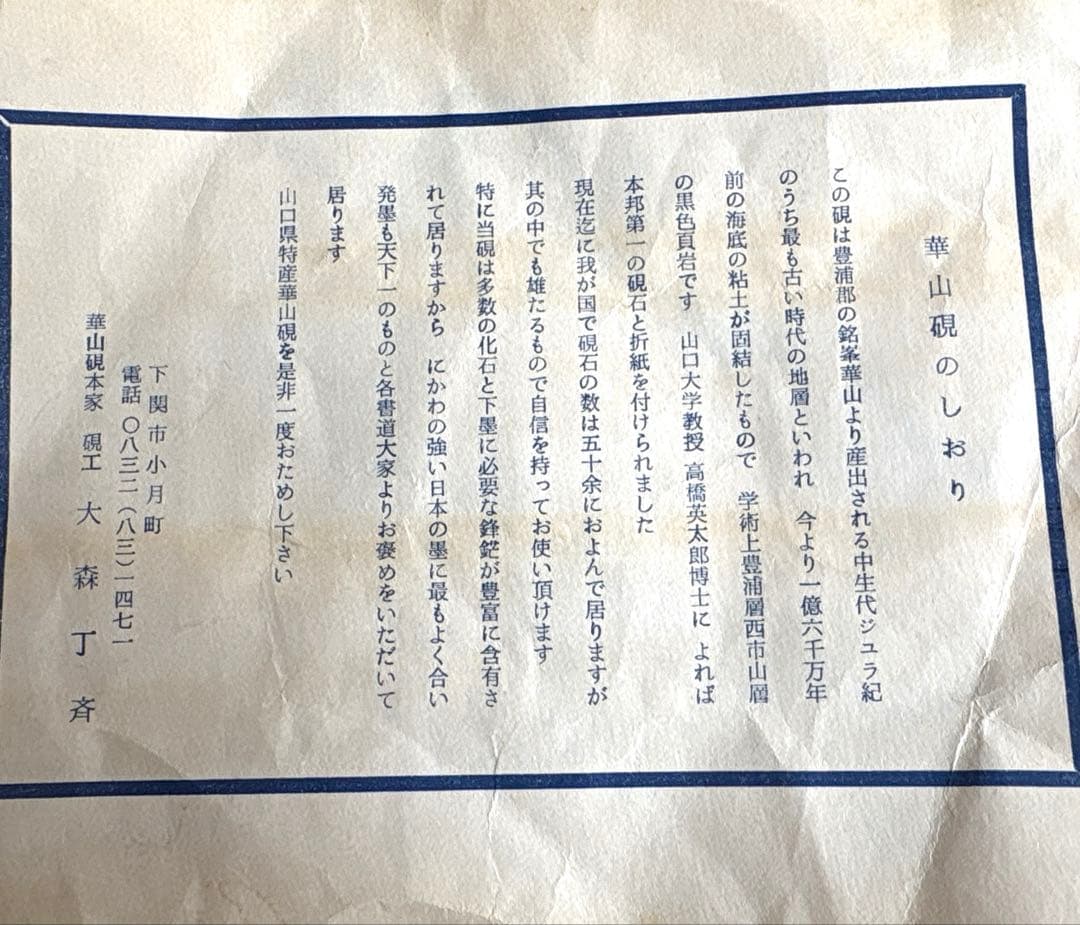 華山硯のしおり
この硯は豊浦郡の銘峯華山より産出される中生代ジュラ紀
のうち最も古い時代の地層といわれ　今より一億六千万年
前の海底の粘土が固結したもので　学術上豊浦層西市山層
の黒色頁岩です　山口大学教授　高橋英太郎博士に　よれば
本邦第一の硯石と折紙を付けられました
現在迄に我が国で硯石の数は五十余におよんで居りますが
其の中でも雄たるもので自信を持ってお使い頂けます
特に当硯は多数の化石と下墨に必要な鋒鋩が豊富に含有さ
れて居りますから　にかわの強い日本の墨に最もよく合い
発墨も天下一のものと各書道大家よりお褒めをいただいて
居ります
山口県特産華山硯を是非一度おためし下さい
下関市小月町
電話　〇八三二（八三）一四七一
華山硯本家　硯工　大森丁斉